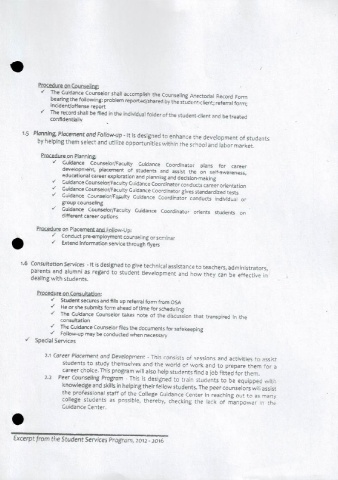 Procedure on Counseling:
✓ The Guidance Counselor shall accomplish the Counseling Anectorial Record Form
bearing the following: problem reported/shared by the student-client; referral form;
incident/offense report
✓ The record shall be filed in the individual folder of the student-client and be treated
confidentially
1.5 Planning, Placement and Follow-up - It is designed to enhance the development of students
by helping them select and utilize opportunities within the school and labor market.
Procedure on Planning:
✓ Guidance Counselor/Faculty Guidance Coordinator plans for career
development, placement of students and assist the on self-awareness,
educational career exploration and planning and decision-making
✓ Guidance Counselor/Faculty Guidance Coordinator conducts career orientation
✓ Guidance Counselor/Faculty Guidance Coordinator gives standardized tests
✓ Guidance Counselor/Faculty Guidance Coordinator conducts individual or
group counseling
✓ Guidance Counselor/Faculty Guidance Coordinator orients students on
different career options
Procedure on Placement and Follow-Up:
✓ Conduct pre-employment counseling or seminar
✓ Extend information service through flyers
1.6 Consultation Services - It is designed to give technical assistance to teachers, administrators,
parents and alumni as regard to student development and how they can be effective in
dealing with students.
Procedure on Consultation:
✓ Student secures and fills up referral form from OSA
✓ He or she submits form ahead of time for scheduling
✓ The Guidance Counselor takes note of the discussion that transpired in the
consultation
✓ The Guidance Counselor files the documents for safekeeping
✓ Follow-up may be conducted when necessary
✓ Special Services
2.1 Career Placement and Development - This consists of sessions and activities to assist
students to study themselves and the world of work and to prepare them for a
career choice. This program will also help students find a job fitted for them.
2.2 Peer Counseling Program - This is designed to train students to be equipped with
knowledge and skills in helping their fellow students. The peer counselors will assist
the professional staff of the College Guidance Center in reaching out to as many
college students as possible, thereby, checking the lack of manpower in the
Guidance Center.
Excerpt from the Student Services Program, 2012 - 2016